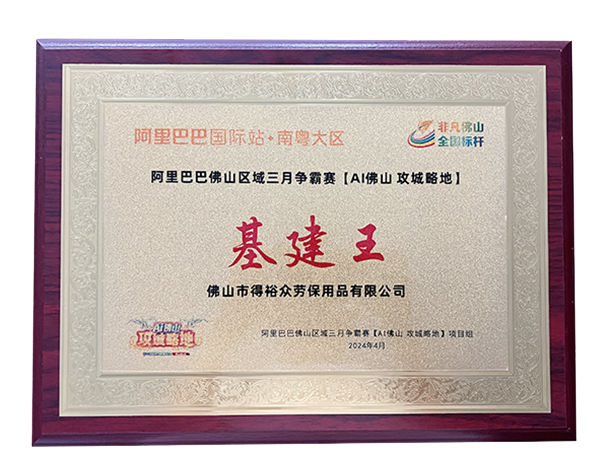 阿里巴巴国际站·南粤大区
非凡佛山
全国标杆
阿里巴巴佛山区域三月争霸赛【AI佛山 攻城略地】
基建王
佛山市得裕众劳保用品有限公司
AI佛山
攻城略地
阿里巴巴佛山区域三月争霸赛【AI佛山 攻城略地】项目组
2024年4月